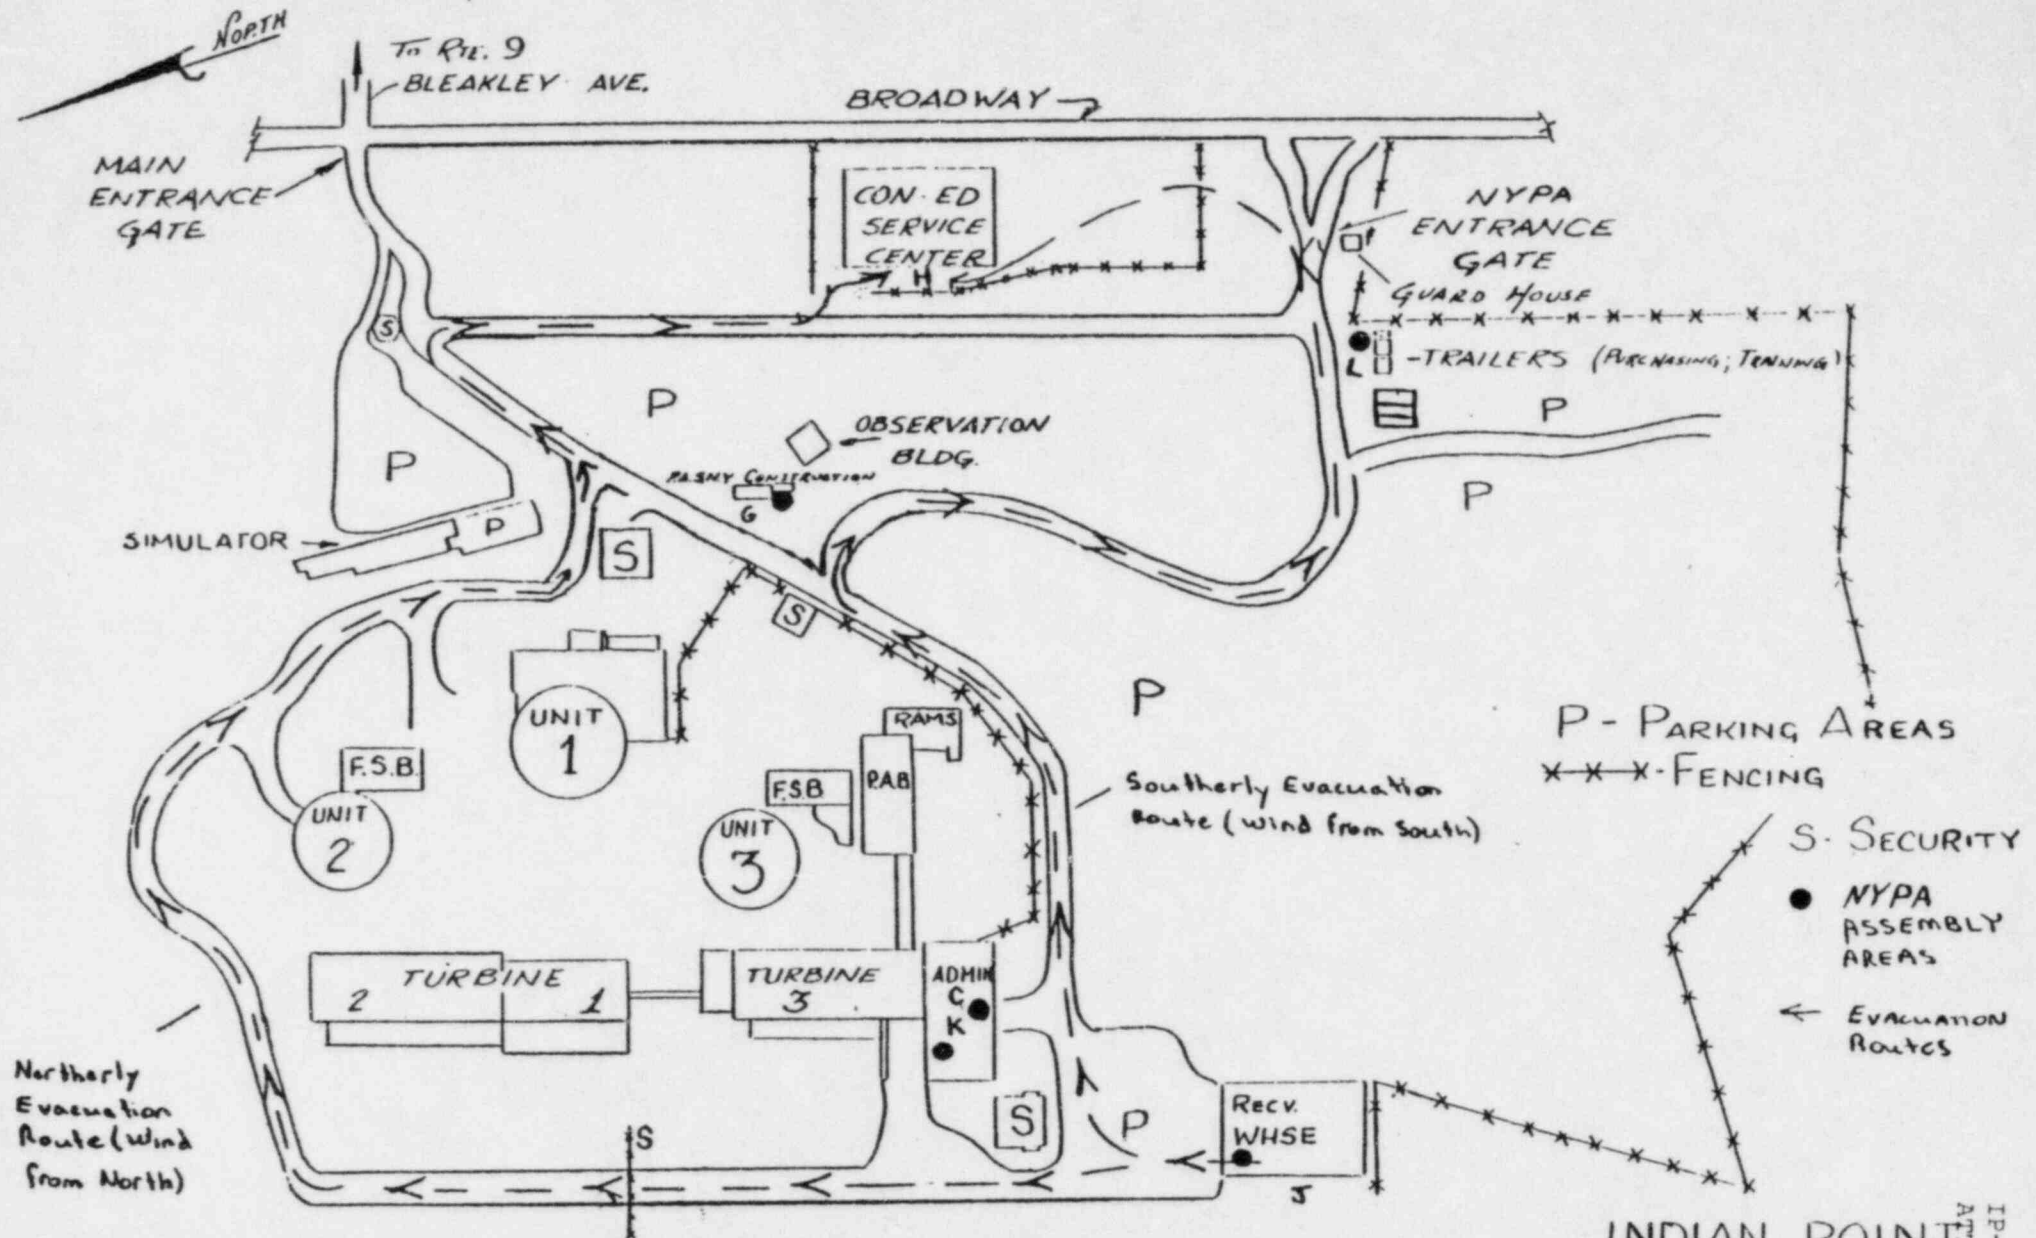 NORTH
To RTE. 9
BLEAKLEY AVE.
BROADWAY
MAIN
ENTRANCE
GATE
CON. ED
SERVICE
CENTER
H
NYPA
ENTRANCE
GATE
GUARD HOUSE
S
L
-TRAILERS (PURCHASING; TRAINING)
P
P
OBSERVATION
BLDG.
P.A.S.N.Y CONSTRUCTION
G
P
P
P
SIMULATOR
S
S
P
UNIT
1
RAMS
P.A.B
F.S.B.
F.S.B
UNIT
2
UNIT
3
Southerly Evacuation
Route (Wind from South)
P - PARKING AREAS
X-X-X - FENCING
S - SECURITY
NYPA
ASSEMBLY
AREAS
EVACUATION
ROUTES
TURBINE
2
1
TURBINE
3
ADMIN
C
K
S
P
RECV.
WHSE
J
Northerly
Evacuation
Route (Wind
from North)
S
INDIAN POINT